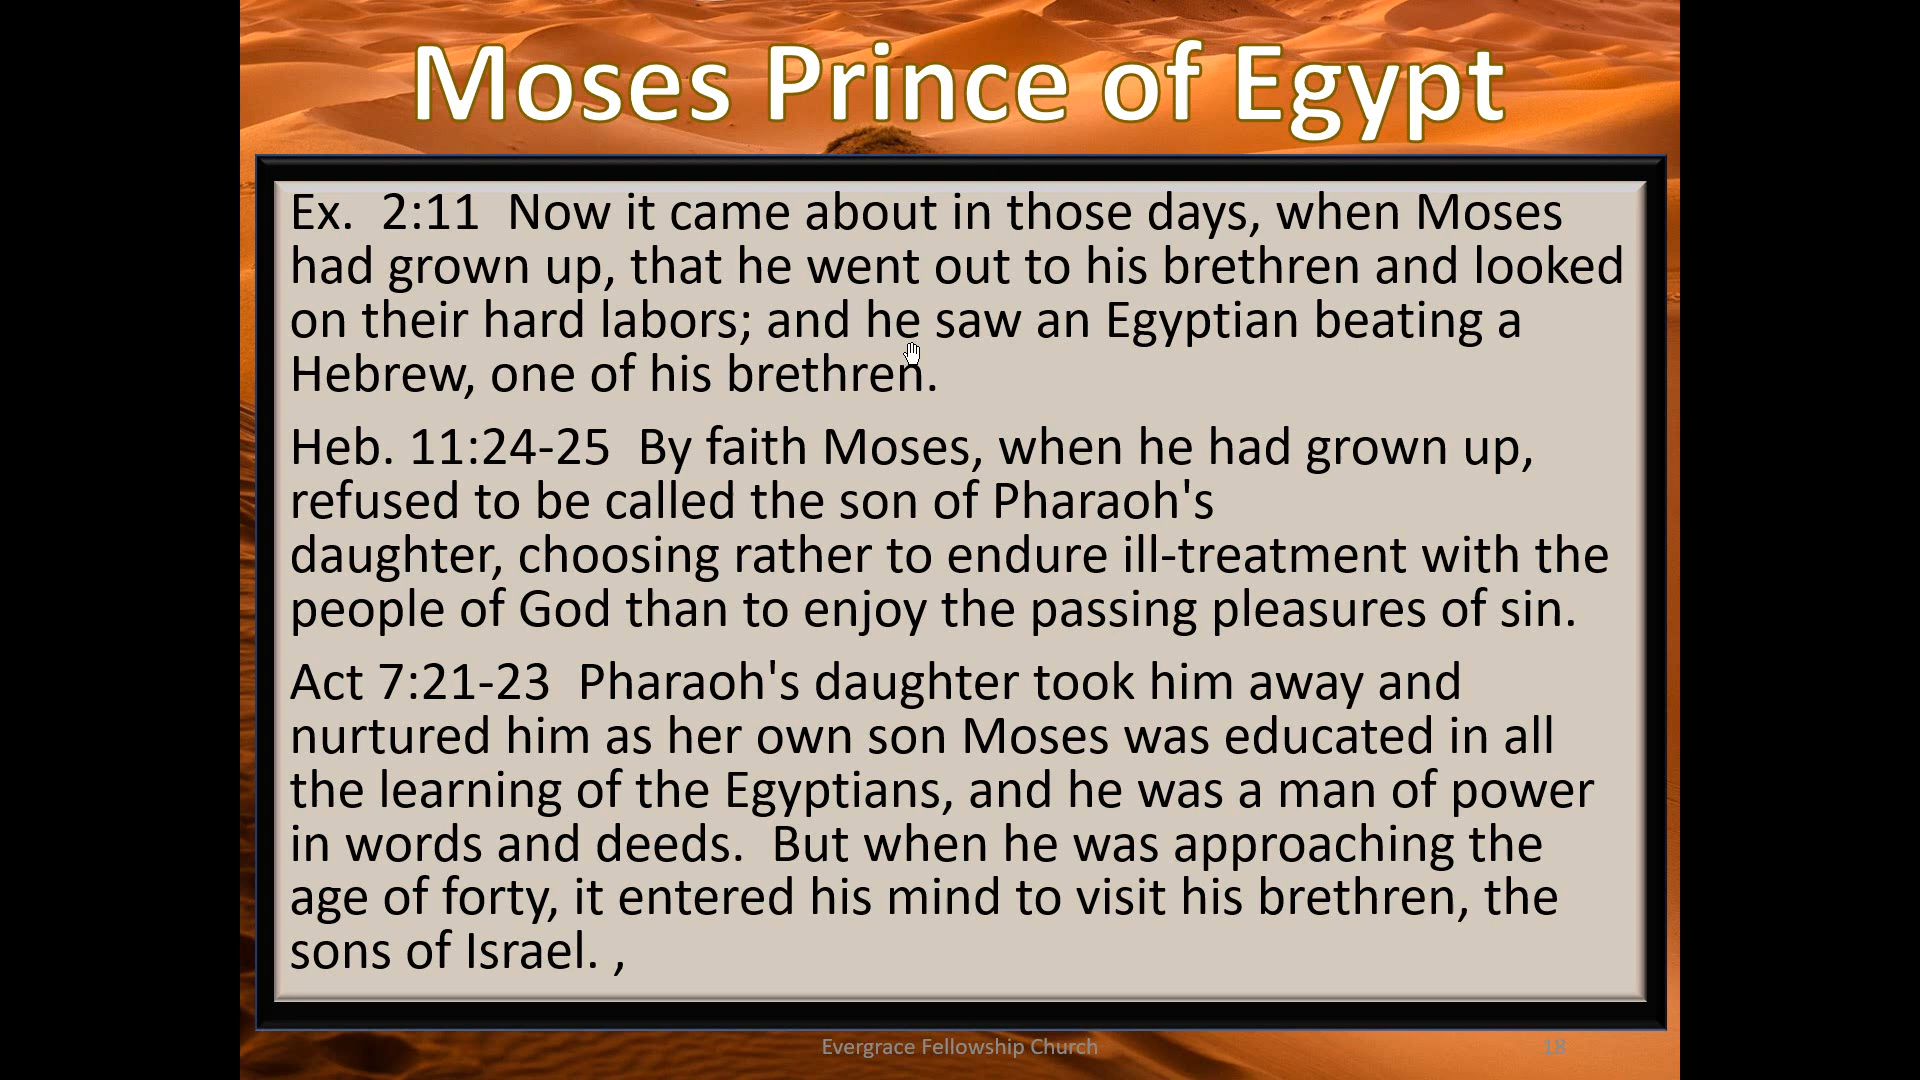 Moses Prince of Egypt
Ex.  2:11  Now it came about in those days, when Moses
had grown up, that he went out to his brethren and looked
on their hard labors; and he saw an Egyptian beating a
Hebrew, one of his brethren.
Heb. 11:24-25  By faith Moses, when he had grown up,
refused to be called the son of Pharaoh's
daughter, choosing rather to endure ill-treatment with the
people of God than to enjoy the passing pleasures of sin.
Act 7:21-23  Pharaoh's daughter took him away and
nurtured him as her own son Moses was educated in all
the learning of the Egyptians, and he was a man of power
in words and deeds.  But when he was approaching the
age of forty, it entered his mind to visit his brethren, the
sons of Israel. ,
Evergrace Fellowship Church
18